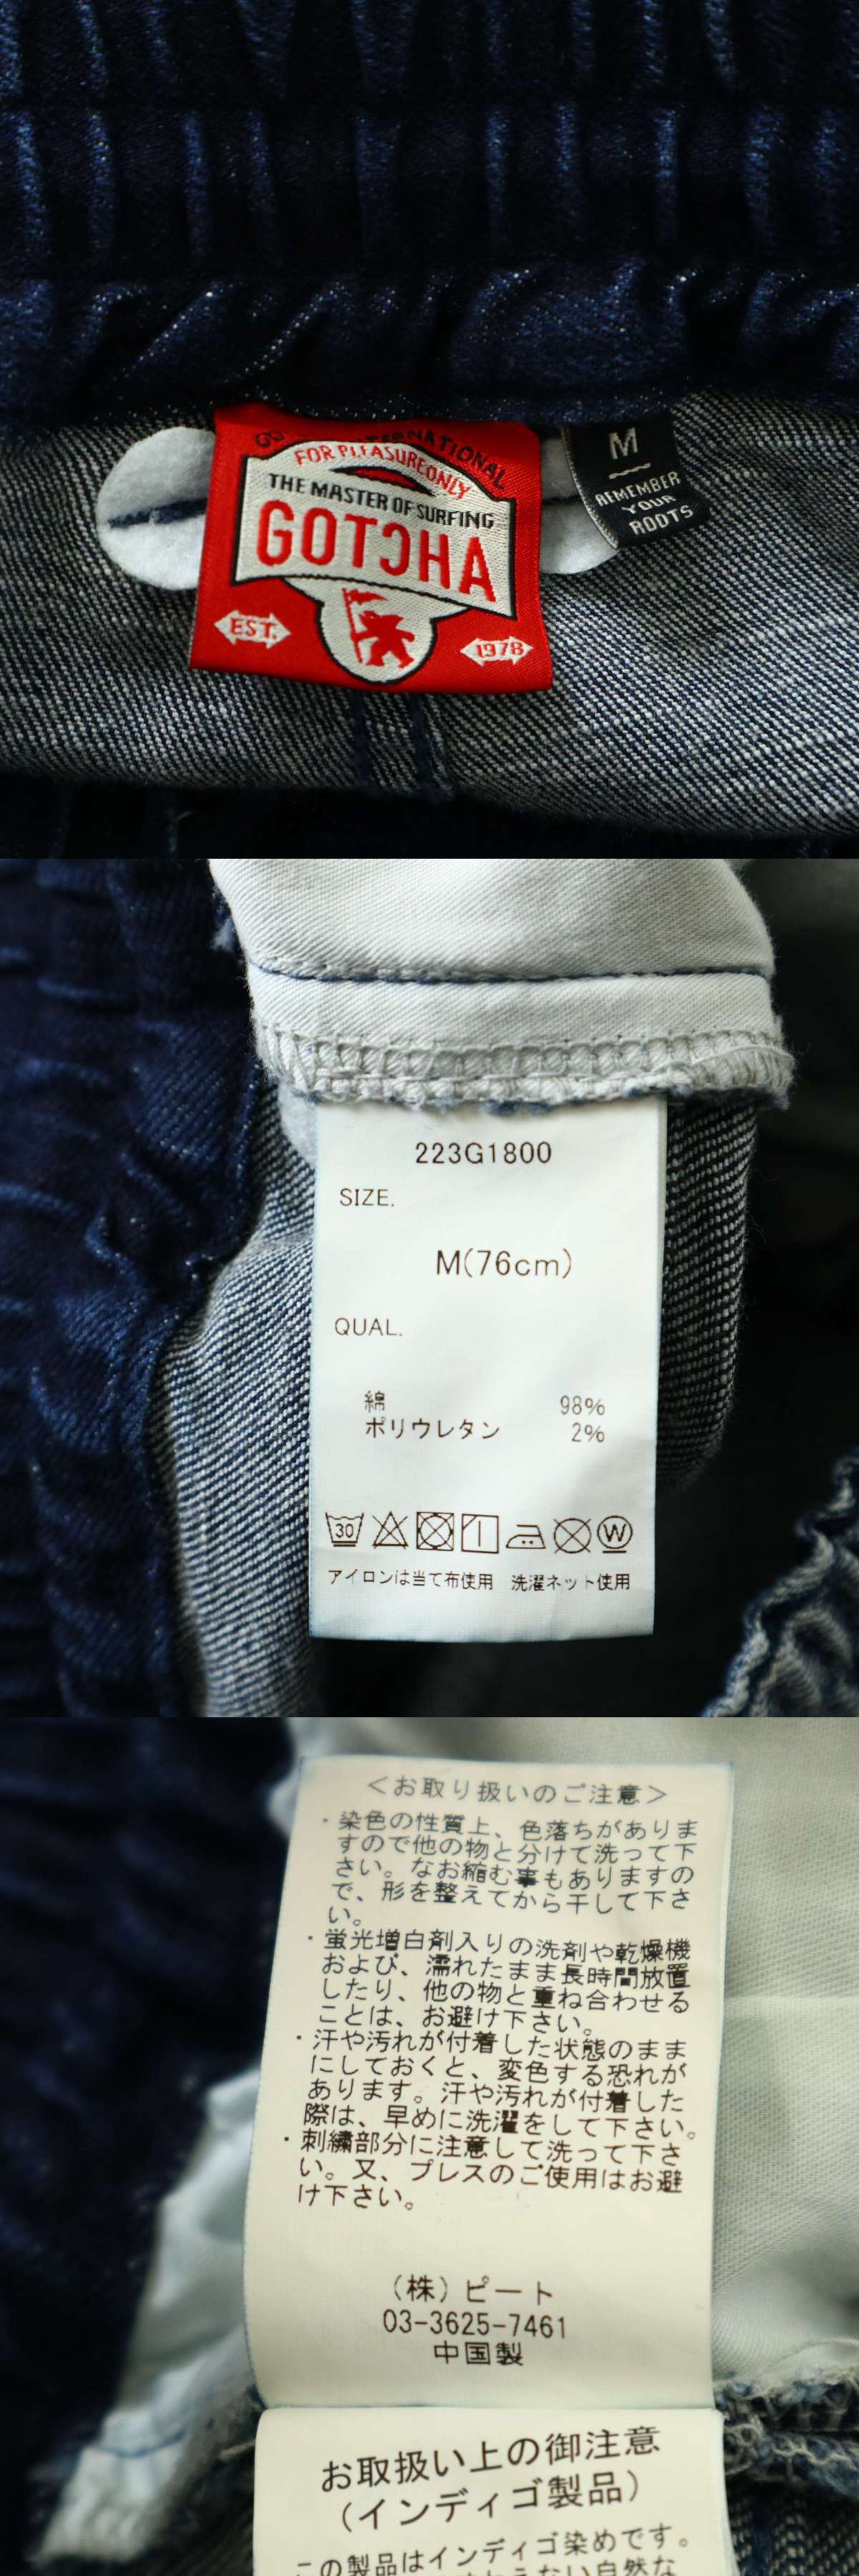 GO INTERNATIONAL
FOR PLEASURE ONLY
THE MASTER OF SURFING
GOTCHA
EST.
1978
M
REMEMBER
YOUR
ROOTS
223G1800
SIZE.
M(76cm)
QUAL.
綿 98%
ポリウレタン 2%
30
W
アイロンは当て布使用 洗濯ネット使用
＜お取り扱いのご注意＞
・染色の性質上、色落ちがありま
すので他の物と分けて洗って下
さい。なお縮む事もありますの
で、形を整えてから干して下さ
い。
・蛍光増白剤入りの洗剤や乾燥機
および、濡れたまま長時間放置
したり、他の物と重ね合わせる
ことは、お避け下さい。
・汗や汚れが付着した状態のまま
にしておくと、変色する恐れが
あります。汗や汚れが付着した
際は、早めに洗濯をして下さい。
・刺繍部分に注意して洗って下さ
い。又、プレスのご使用はお避
け下さい。
（株）ピート
03-3625-7461
中国製
お取扱い上の御注意
（インディゴ製品）
この製品はインディゴ染めです。